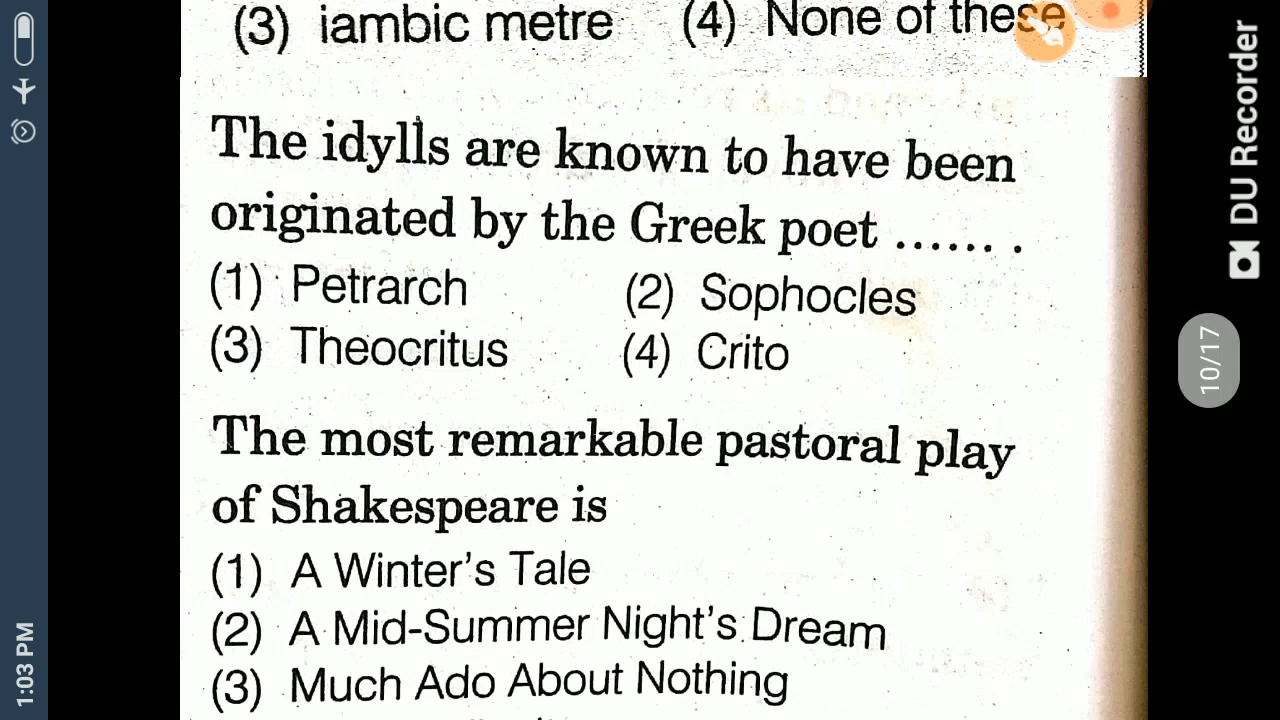 (3) iambic metre (4) None of these
The idylls are known to have been
originated by the Greek poet ....... .
(1) Petrarch (2) Sophocles
(3) Theocritus (4) Crito
The most remarkable pastoral play
of Shakespeare is
(1) A Winter's Tale
(2) A Mid-Summer Night's Dream
(3) Much Ado About Nothing
DU Recorder
10/17
1:03 PM